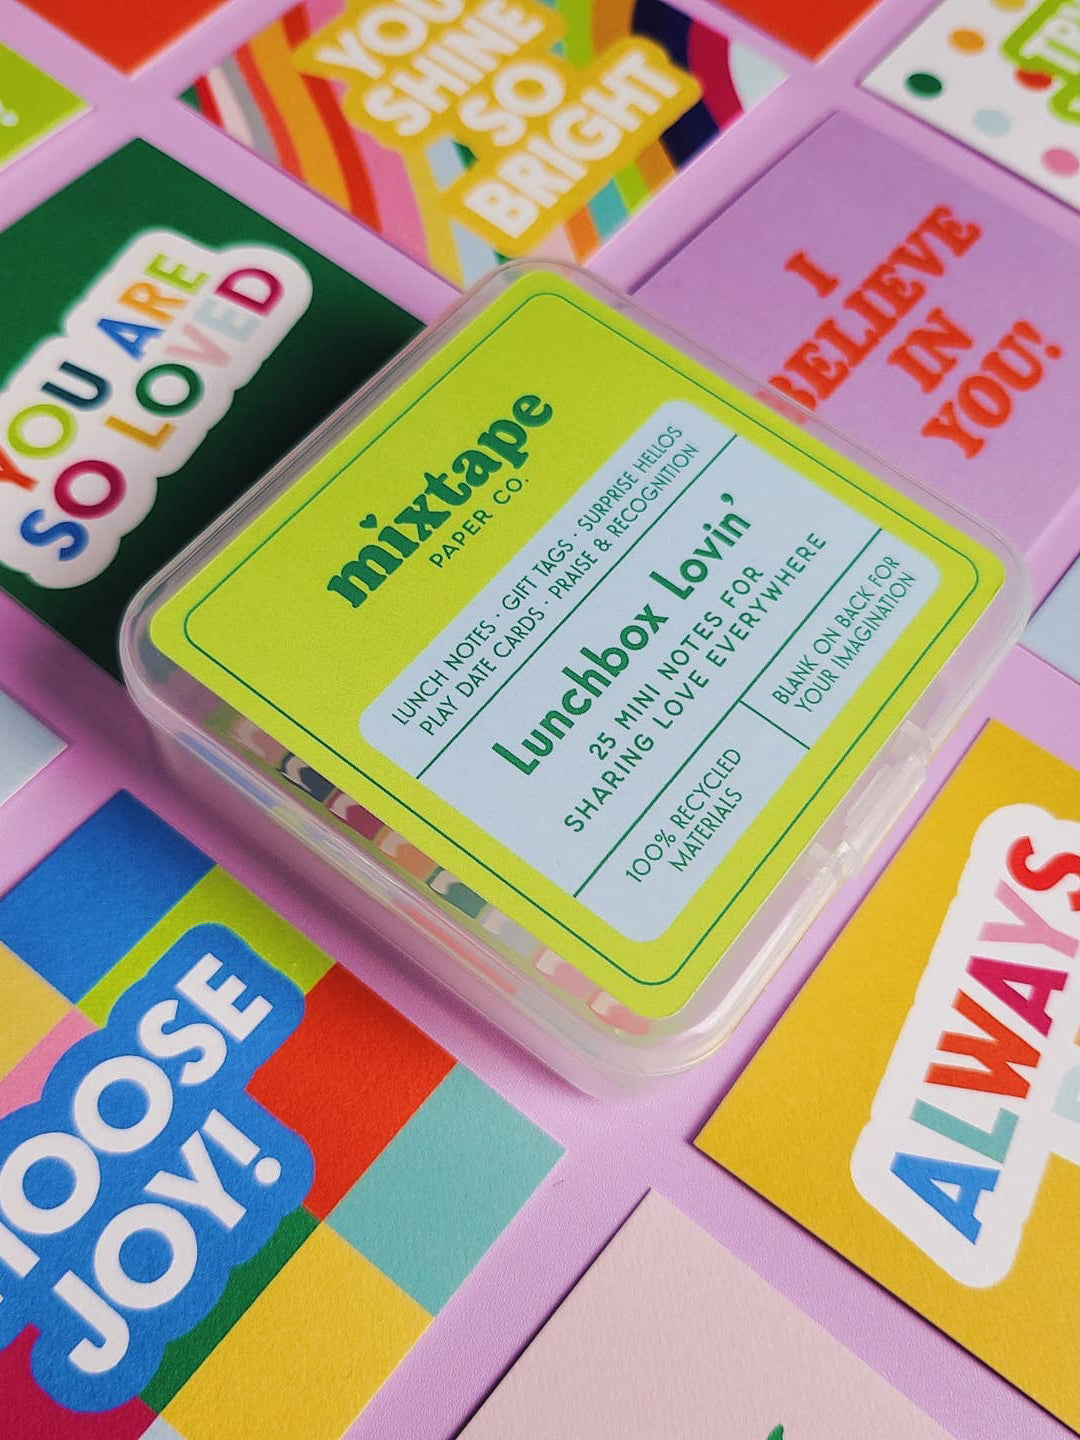 YOU
SHINE
SO
BRIGHT
YOU ARE
SO LOVED
I
BELIEVE
IN
YOU!
mixtape
PAPER CO.
LUNCH NOTES · GIFT TAGS · SURPRISE HELLOS
PLAY DATE CARDS · PRAISE & RECOGNITION
Lunchbox Lovin'
25 MINI NOTES FOR
SHARING LOVE EVERYWHERE
100% RECYCLED
MATERIALS
BLANK ON BACK FOR
YOUR IMAGINATION
HOOSE
JOY!
ALWAYS